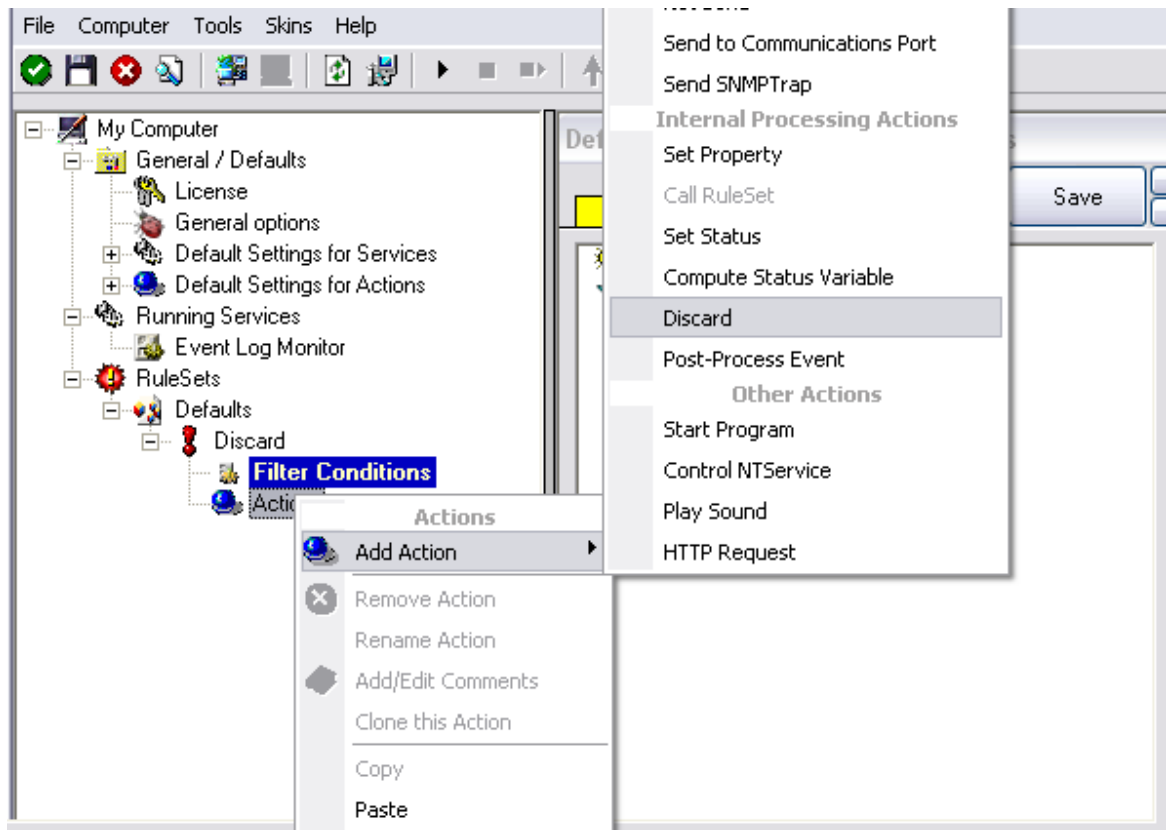 File Computer Tools Skins Help
My Computer
General / Defaults
License
General options
Default Settings for Services
Default Settings for Actions
Running Services
Event Log Monitor
RuleSets
Defaults
Discard
Filter Conditions
Actions
Add Action
Remove Action
Rename Action
Add/Edit Comments
Clone this Action
Copy
Paste
Send to Communications Port
Send SNMPTrap
Internal Processing Actions
Set Property
Call RuleSet
Set Status
Compute Status Variable
Discard
Post-Process Event
Other Actions
Start Program
Control NTService
Play Sound
HTTP Request
Save